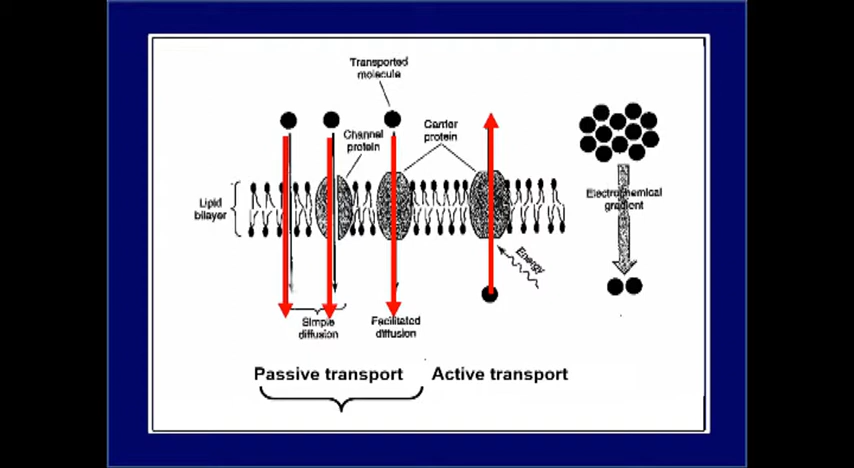 Transported
molecule
Channel
protein
Carrier
protein
Lipid
bilayer
Electrochemical
gradient
Energy
Simple
diffusion
Facilitated
diffusion
Passive transport
Active transport